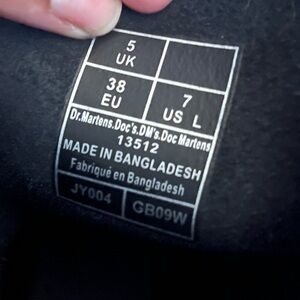 5
UK
38
EU
7
US L
Dr.Martens.Doc's.DM's.Doc Martens
13512
MADE IN BANGLADESH
Fabriqué en Bangladesh
JY004
GB09W